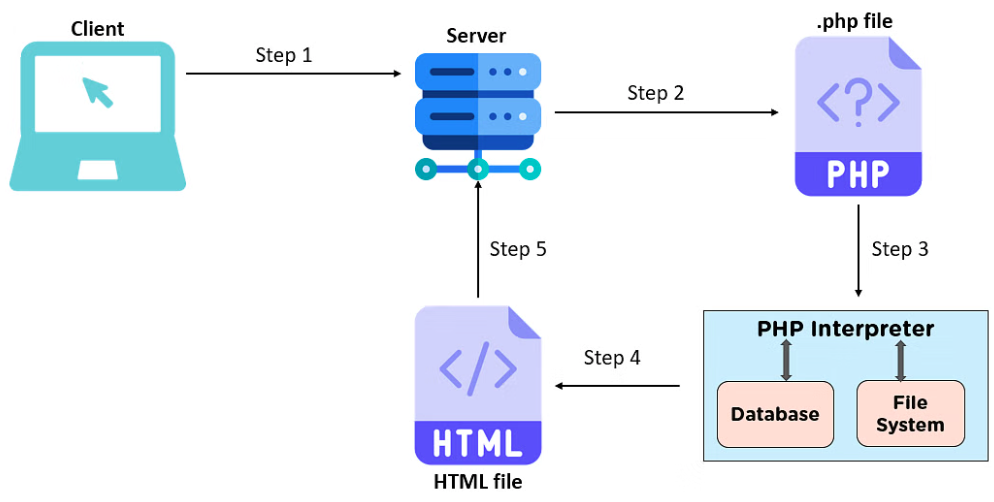 Client
Step 1
Server
Step 2
.php file
<?>
PHP
Step 3
PHP Interpreter
Database
File
System
Step 4
</>
HTML
HTML file
Step 5